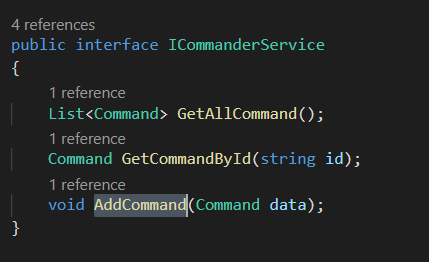 4 references
public interface ICommanderService
{
1 reference
List<Command> GetAllCommand();
1 reference
Command GetCommandById(string id);
1 reference
void AddCommand(Command data);
}